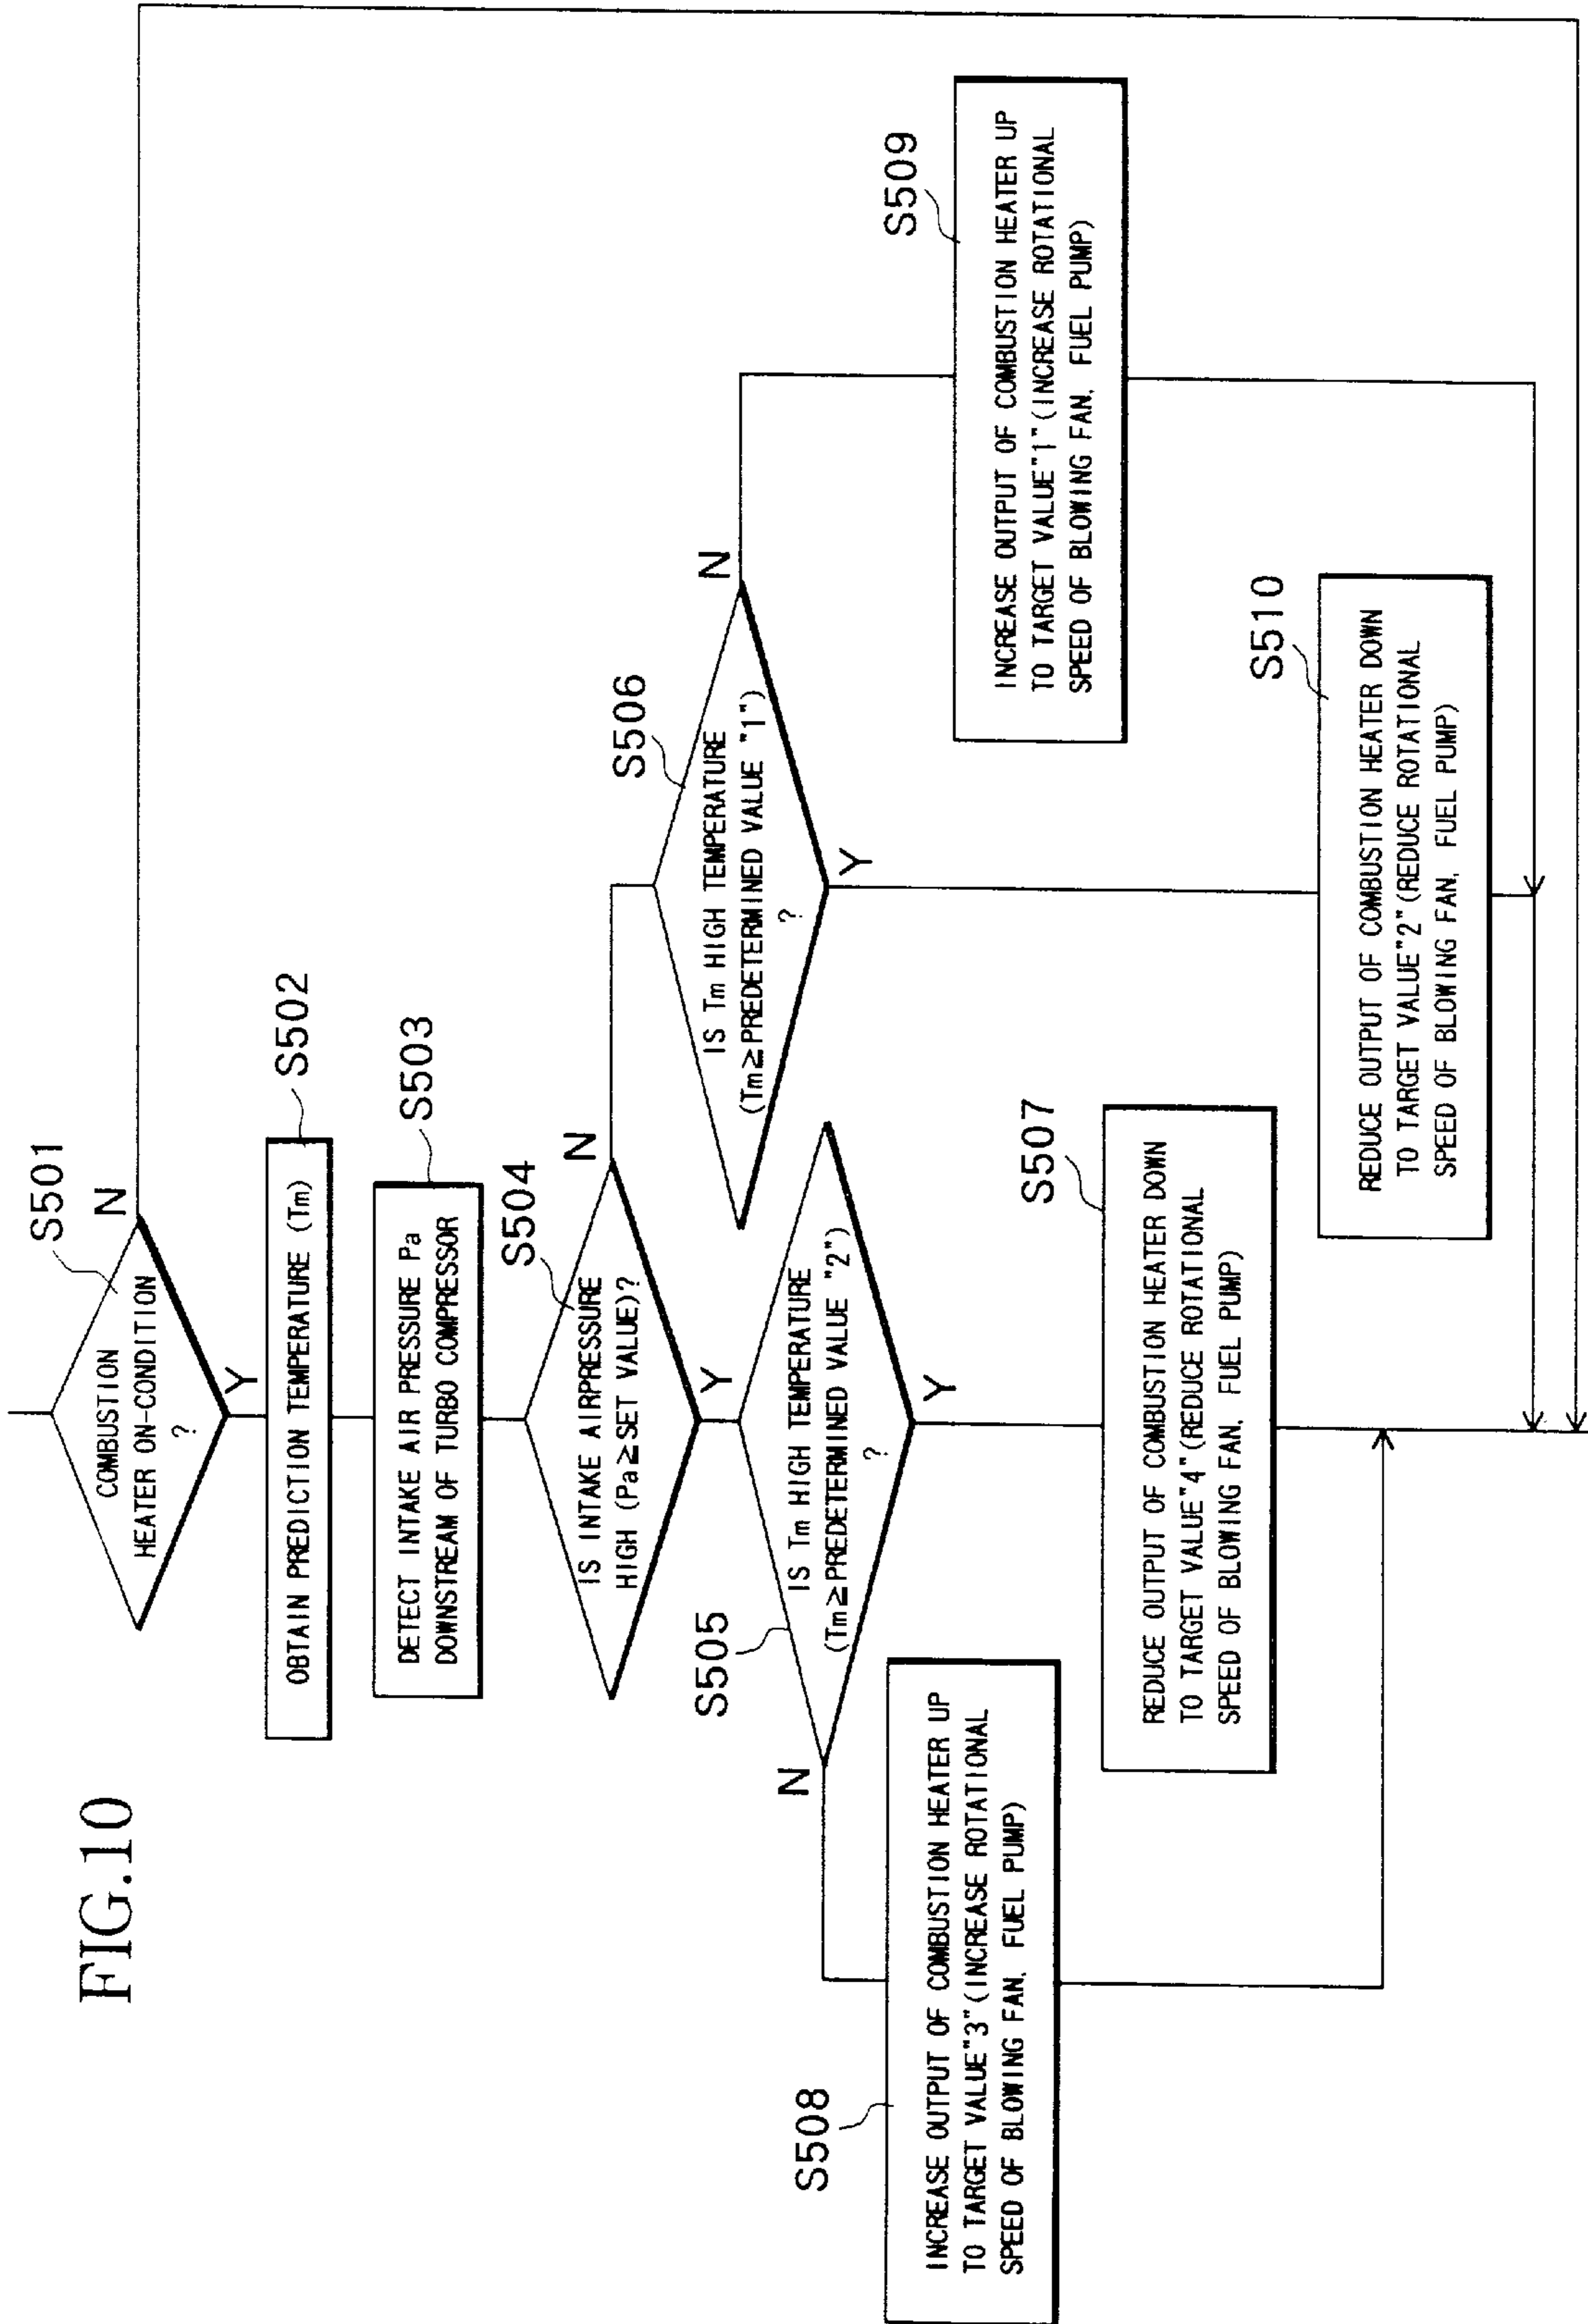 FIG.10
S501
COMBUSTION
HEATER ON-CONDITION
?
N
Y
S502
OBTAIN PREDICTION TEMPERATURE (Tm)
S503
DETECT INTAKE AIR PRESSURE Pa
DOWNSTREAM OF TURBO COMPRESSOR
S504
IS INTAKE AIRPRESSURE
HIGH (Pa≧SET VALUE)?
N
Y
S505
IS Tm HIGH TEMPERATURE
(Tm≧PREDETERMINED VALUE "2")
?
N
Y
S506
IS Tm HIGH TEMPERATURE
(Tm≧PREDETERMINED VALUE "1")
?
N
Y
S508
INCREASE OUTPUT OF COMBUSTION HEATER UP
TO TARGET VALUE"3"(INCREASE ROTATIONAL
SPEED OF BLOWING FAN, FUEL PUMP)
S507
REDUCE OUTPUT OF COMBUSTION HEATER DOWN
TO TARGET VALUE"4"(REDUCE ROTATIONAL
SPEED OF BLOWING FAN, FUEL PUMP)
S509
INCREASE OUTPUT OF COMBUSTION HEATER UP
TO TARGET VALUE"1"(INCREASE ROTATIONAL
SPEED OF BLOWING FAN, FUEL PUMP)
S510
REDUCE OUTPUT OF COMBUSTION HEATER DOWN
TO TARGET VALUE"2"(REDUCE ROTATIONAL
SPEED OF BLOWING FAN, FUEL PUMP)